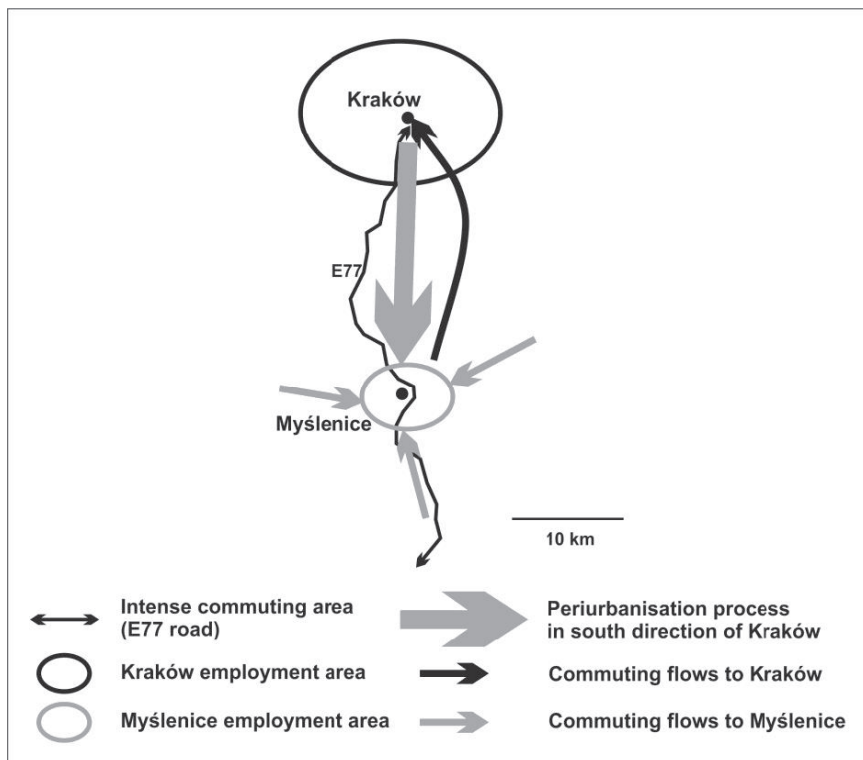 Kraków
E77
Myślenice
10 km
Intense commuting area
(E77 road)
Periurbanisation process
in south direction of Kraków
Kraków employment area
Commuting flows to Kraków
Myślenice employment area
Commuting flows to Myślenice